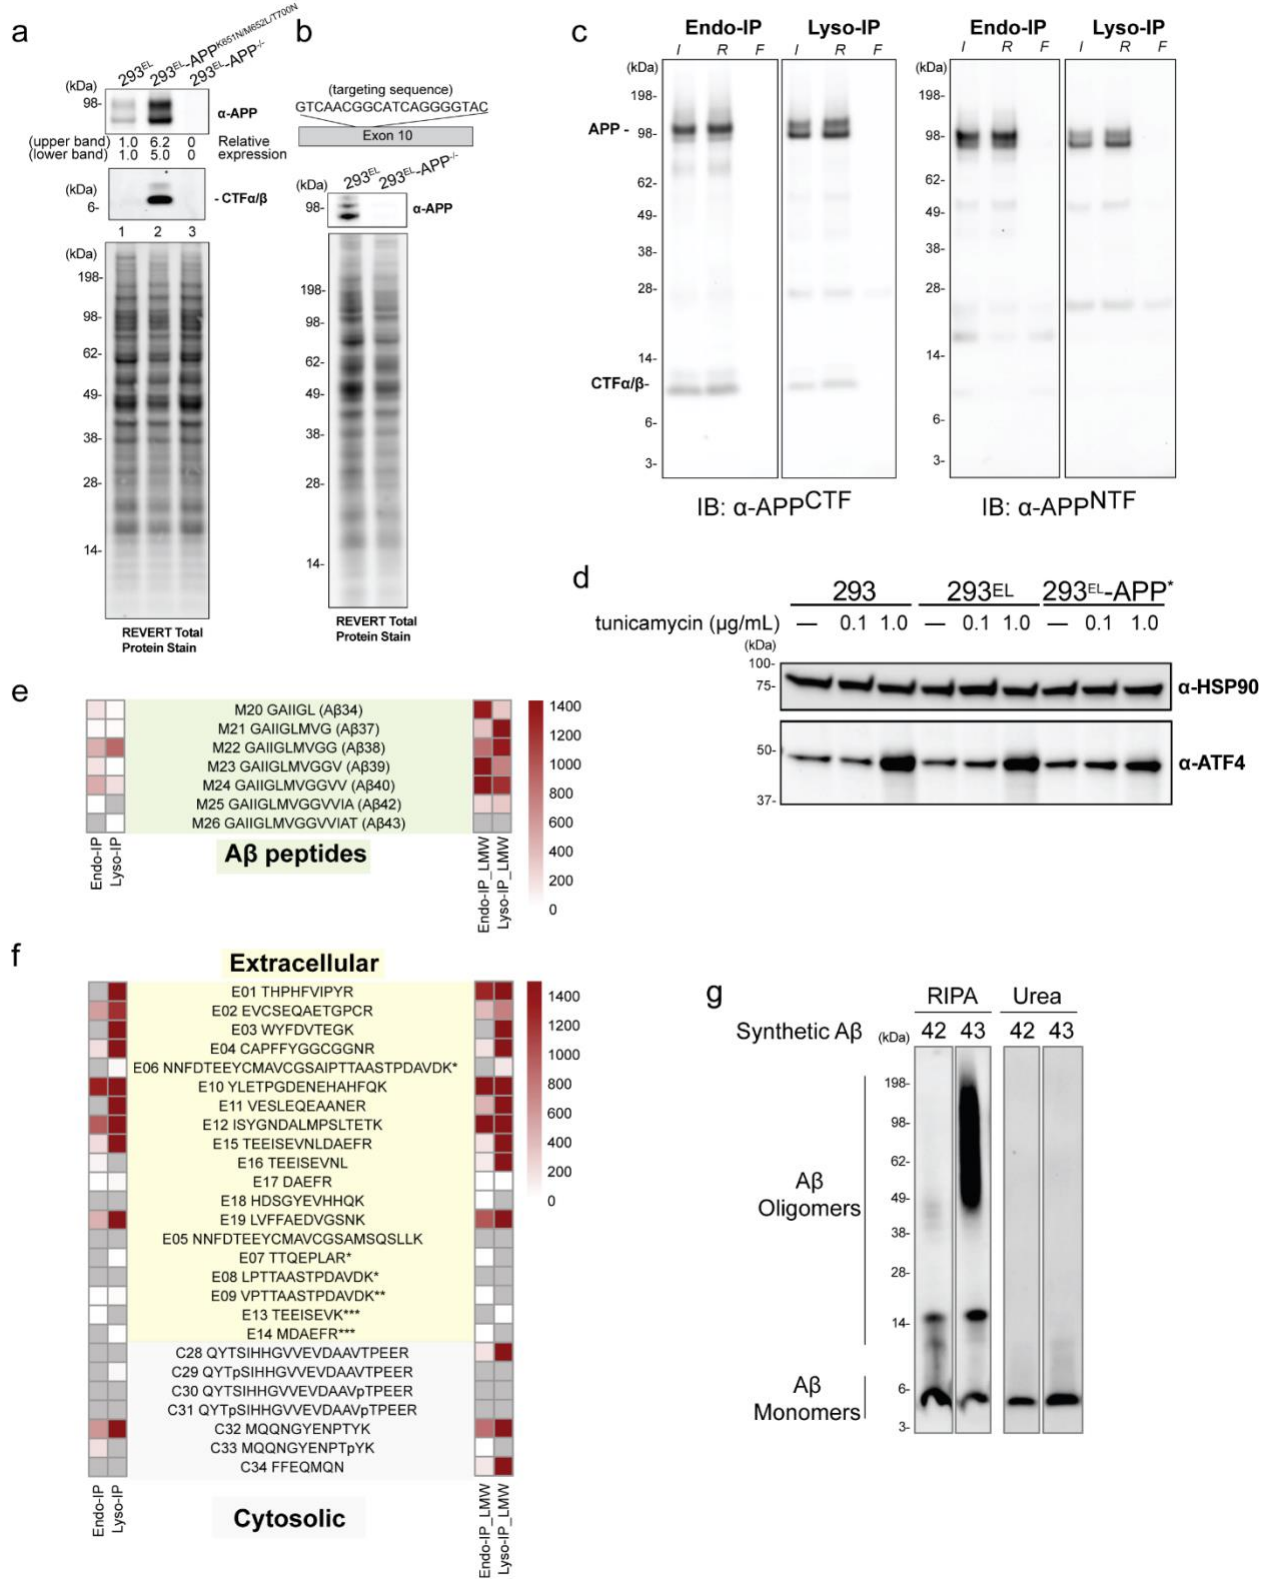 a
293EL
293EL-APPK651N/M652L/T700N
293EL-APP-/-
(kDa)
98-
α-APP
(upper band) 1.0 6.2 0 Relative
(lower band) 1.0 5.0 0 expression
(kDa)
6-
- CTFα/β
1 2 3
(kDa)
198-
98-
62-
49-
38-
28-
14-
REVERT Total
Protein Stain
b
(targeting sequence)
GTCAACGGCATCAGGGGTAC
Exon 10
293EL
293EL-APP-/-
(kDa)
98-
α-APP
198-
98-
62-
49-
38-
28-
14-
REVERT Total
Protein Stain
c
Endo-IP Lyso-IP
I R F I R F
(kDa)
198-
APP - 98-
62-
49-
38-
28-
14-
CTFα/β-
6-
3-
IB: α-APPCTF
Endo-IP Lyso-IP
I R F I R F
(kDa)
198-
98-
62-
49-
38-
28-
14-
6-
3-
IB: α-APPNTF
d
293 293EL 293EL-APP*
tunicamycin (µg/mL) — 0.1 1.0 — 0.1 1.0 — 0.1 1.0
(kDa)
100-
75-
α-HSP90
50-
α-ATF4
37-
e
M20 GAIIGL (Aβ34)
M21 GAIIGLMVG (Aβ37)
M22 GAIIGLMVGG (Aβ38)
M23 GAIIGLMVGGV (Aβ39)
M24 GAIIGLMVGGVV (Aβ40)
M25 GAIIGLMVGGVVIA (Aβ42)
M26 GAIIGLMVGGVVIAT (Aβ43)
Aβ peptides
Endo-IP
Lyso-IP
Endo-IP_LMW
Lyso-IP_LMW
1400
1200
1000
800
600
400
200
0
f
Extracellular
E01 THPHFVIPYR
E02 EVCSEQAETGPCR
E03 WYFDVTEGK
E04 CAPFFYGGCGGNR
E06 NNFDTEEYCMAVCGSAIPTTAASTPDAVDK*
E10 YLETPGDENEHAHFQK
E11 VESLEQEAANER
E12 ISYGNDALMPSLTETK
E15 TEEISEVNLDAEFR
E16 TEEISEVNL
E17 DAEFR
E18 HDSGYEVHHQK
E19 LVFFAEDVGSNK
E05 NNFDTEEYCMAVCGSAMSQSLLK
E07 TTQEPLAR*
E08 LPTTAASTPDAVDK*
E09 VPTTAASTPDAVDK**
E13 TEEISEVK***
E14 MDAEFR***
C28 QYTSIHHGVVEVDAAVTPEER
C29 QYTpSIHHGVVEVDAAVTPEER
C30 QYTSIHHGVVEVDAAVpTPEER
C31 QYTpSIHHGVVEVDAAVpTPEER
C32 MQQNGYENPTYK
C33 MQQNGYENPTpYK
C34 FFEQMQN
Cytosolic
Endo-IP
Lyso-IP
Endo-IP_LMW
Lyso-IP_LMW
1400
1200
1000
800
600
400
200
0
g
RIPA Urea
Synthetic Aβ (kDa) 42 43 42 43
198-
98-
62-
49-
38-
28-
14-
6-
3-
Aβ
Oligomers
Aβ
Monomers